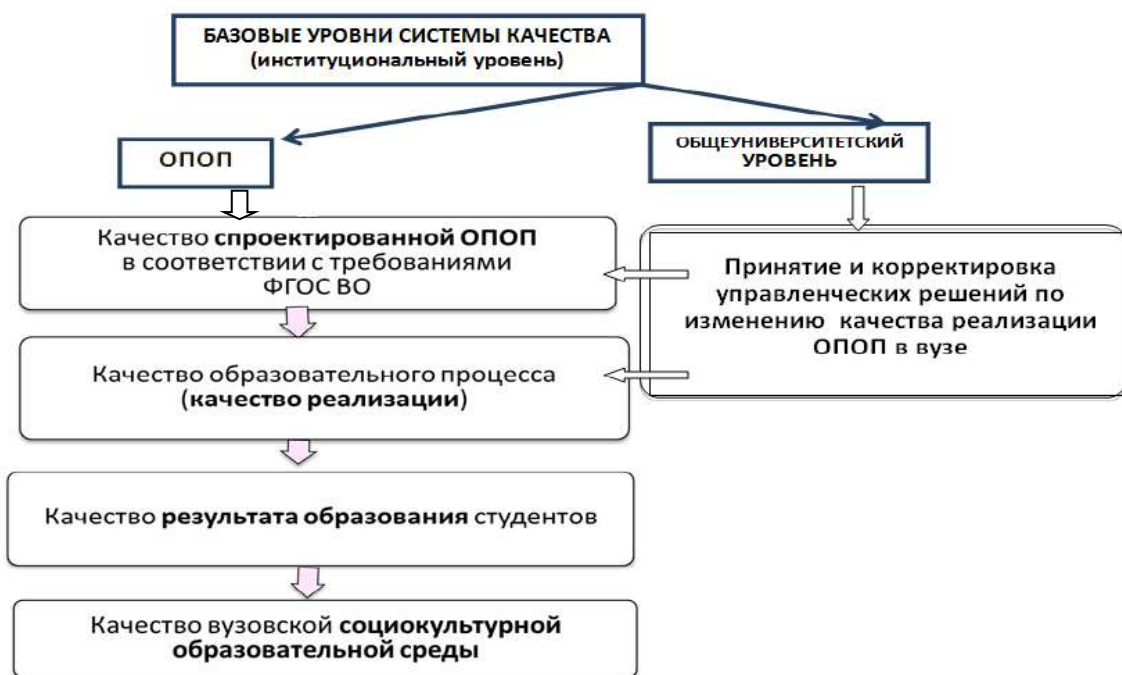 БАЗОВЫЕ УРОВНИ СИСТЕМЫ КАЧЕСТВА
(институциональный уровень)
ОПОП
ОБЩЕУНИВЕРСИТЕТСКИЙ
УРОВЕНЬ
Качество спроектированной ОПОП
в соответствии с требованиями
ФГОС ВО
Принятие и корректировка
управленческих решений по
изменению качества реализации
ОПОП в вузе
Качество образовательного процесса
(качество реализации)
Качество результата образования студентов
Качество вузовской социокультурной
образовательной среды